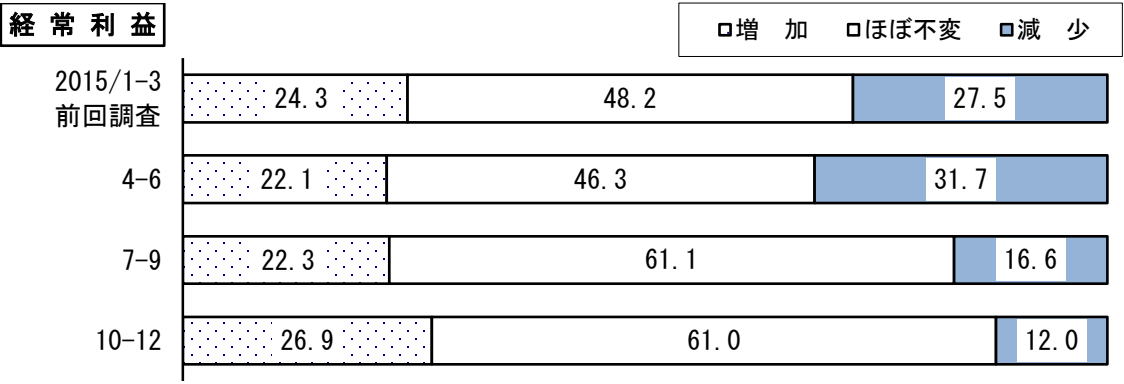 経常利益
増　加 ほぼ不変 減　少
2015/1-3
前回調査
24.3 48.2 27.5
4-6 22.1 46.3 31.7
7-9 22.3 61.1 16.6
10-12 26.9 61.0 12.0